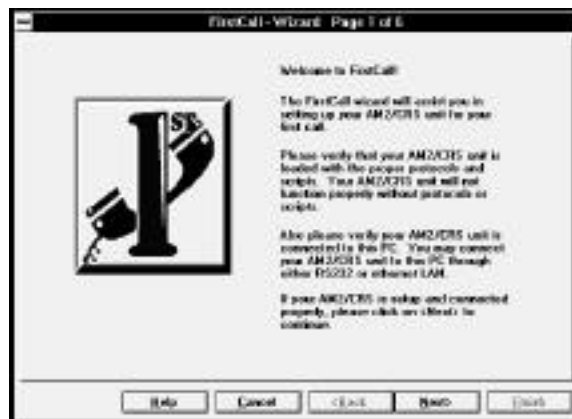 FirstCall - Wizard Page 1 of 6
1ST.
Welcome to FirstCall!
The FirstCall wizard will assist you in
setting up your AM2/CRS unit for your
first call.
Please verify that your AM2/CRS unit is
loaded with the proper protocols and
scripts. Your AM2/CRS unit will not
function properly without protocols or
scripts.
Also please verify your AM2/CRS unit is
connected to this PC. You may connect
your AM2/CRS unit to this PC through
either RS232 or ethernet LAN.
If your AM2/CRS is setup and connected
properly, please click on <Next> to
continue.
Help
Cancel
<Back
Next>
Finish